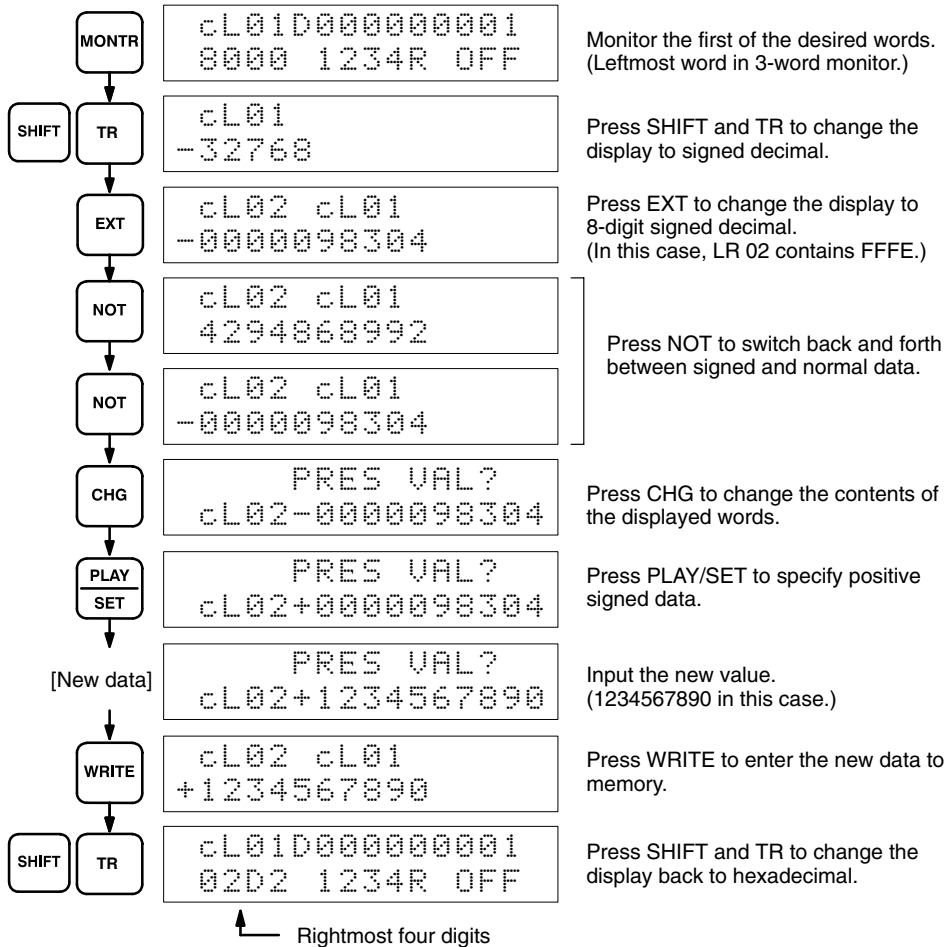 MONTR
cL01D000000001
8000 1234R OFF
Monitor the first of the desired words.
(Leftmost word in 3-word monitor.)
SHIFT
TR
cL01
-32768
Press SHIFT and TR to change the
display to signed decimal.
EXT
cL02 cL01
-0000098304
Press EXT to change the display to
8-digit signed decimal.
(In this case, LR 02 contains FFFE.)
NOT
cL02 cL01
4294868992
NOT
cL02 cL01
-0000098304
Press NOT to switch back and forth
between signed and normal data.
CHG
PRES VAL?
cL02-0000098304
Press CHG to change the contents of
the displayed words.
PLAY
SET
PRES VAL?
cL02+0000098304
Press PLAY/SET to specify positive
signed data.
[New data]
PRES VAL?
cL02+1234567890
Input the new value.
(1234567890 in this case.)
WRITE
cL02 cL01
+1234567890
Press WRITE to enter the new data to
memory.
SHIFT
TR
cL01D000000001
02D2 1234R OFF
Press SHIFT and TR to change the
display back to hexadecimal.
Rightmost four digits